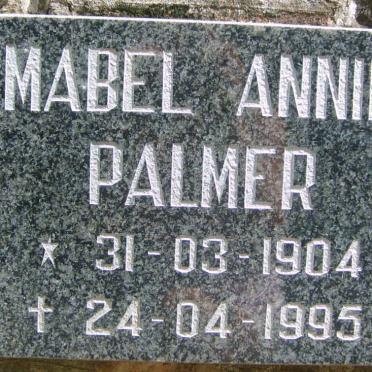 MABEL ANNI
PALMER
* 31-03-1904
† 24-04-1995